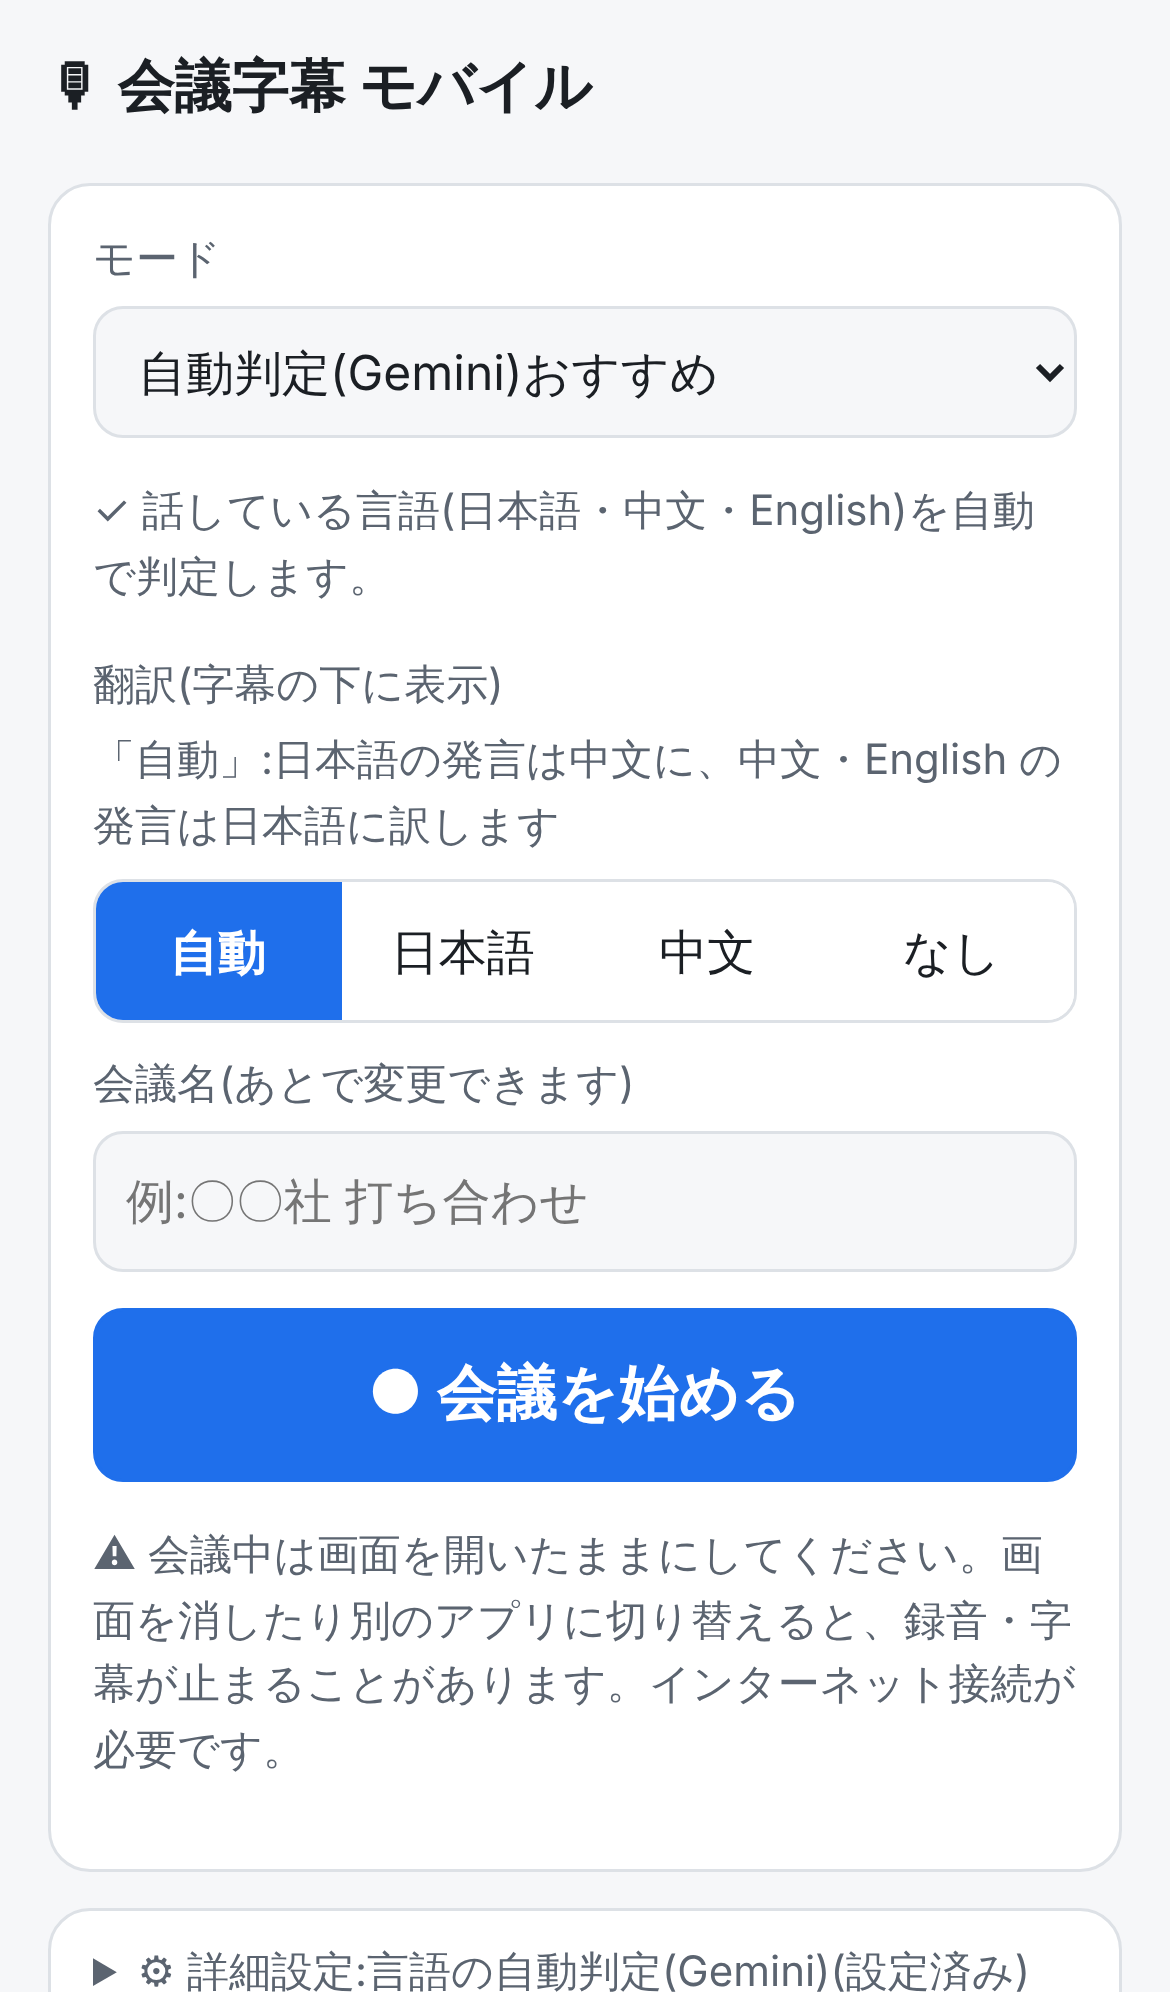 🎙 会議字幕 モバイル
モード
自動判定(Gemini)おすすめ
✓ 話している言語(日本語・中文・English)を自動
で判定します。
翻訳(字幕の下に表示)
「自動」:日本語の発言は中文に、中文・English の
発言は日本語に訳します
自動 日本語 中文 なし
会議名(あとで変更できます)
例:〇〇社 打ち合わせ
● 会議を始める
⚠ 会議中は画面を開いたままにしてください。画
面を消したり別のアプリに切り替えると、録音・字
幕が止まることがあります。インターネット接続が
必要です。
▶ ⚙ 詳細設定:言語の自動判定(Gemini)(設定済み)